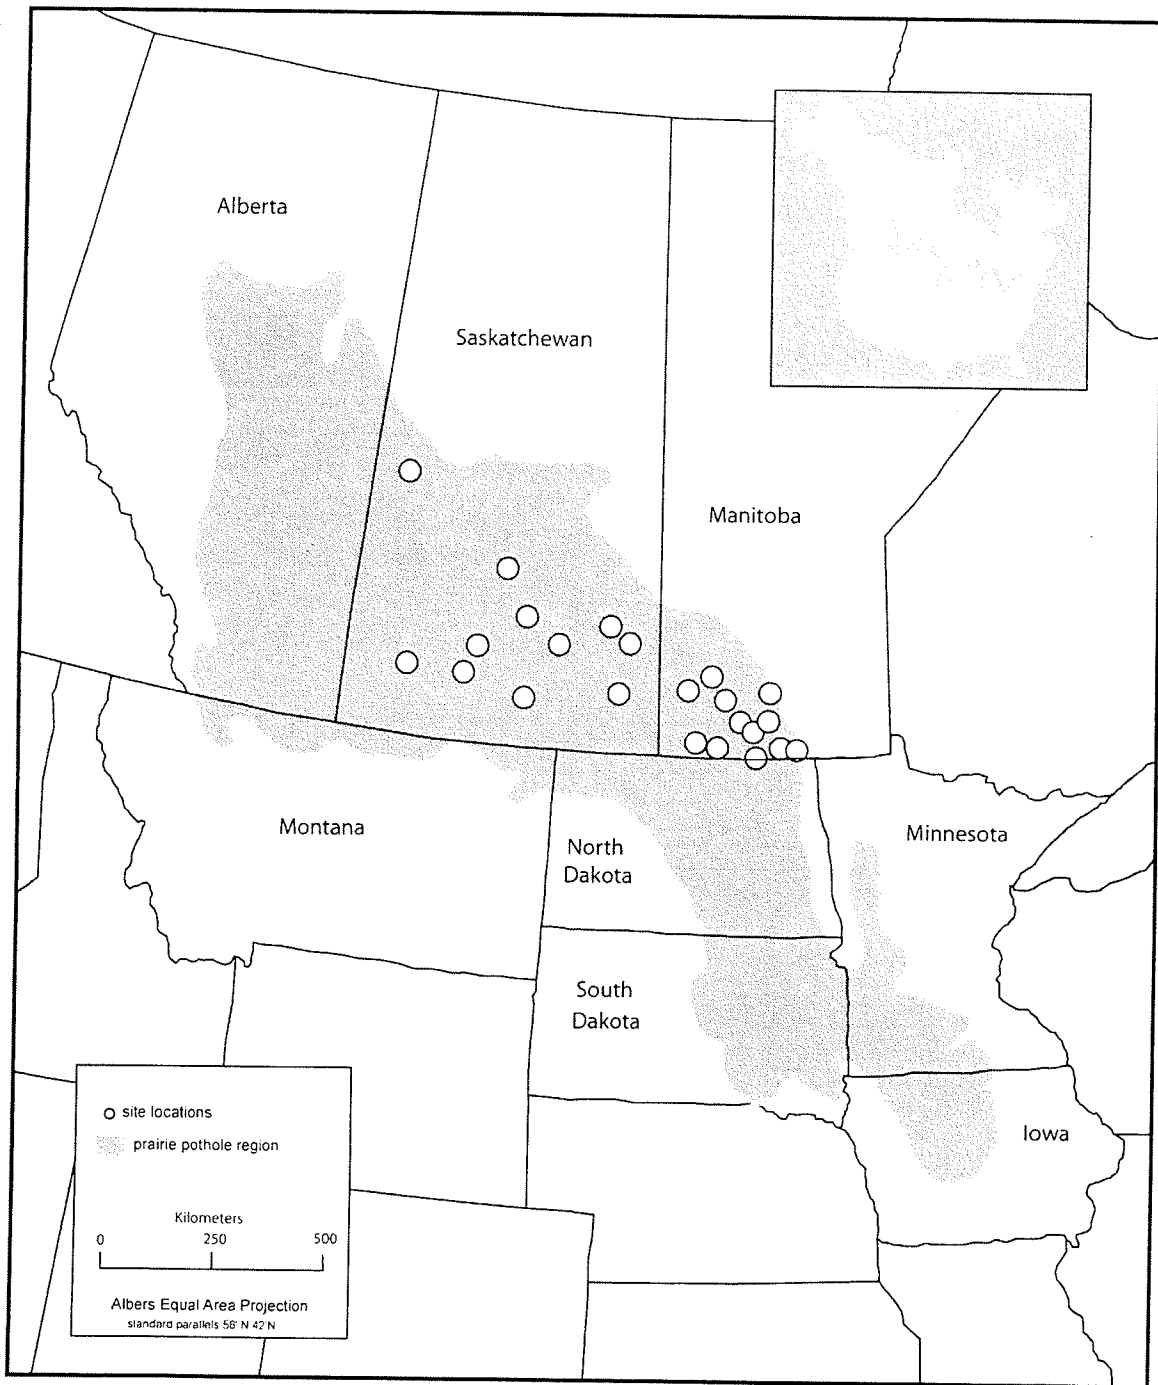 Alberta
Saskatchewan
Manitoba
Montana
North
Dakota
Minnesota
South
Dakota
Iowa
site locations
prairie pothole region
Kilometers
0 250 500
Albers Equal Area Projection
standard parallels 56° N 42°N